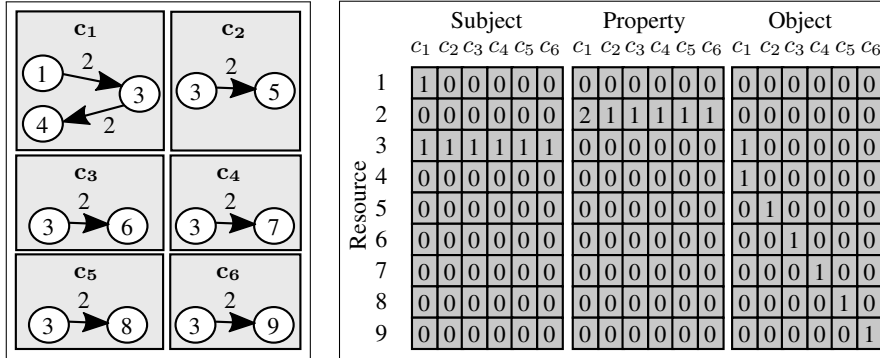 c₁ c₂
1 2 3 2 4
3 2 5
c₃ c₄
3 2 6
3 2 7
c₅ c₆
3 2 8
3 2 9
Subject Property Object
c₁ c₂ c₃ c₄ c₅ c₆ c₁ c₂ c₃ c₄ c₅ c₆ c₁ c₂ c₃ c₄ c₅ c₆
Resource
1 1 0 0 0 0 0 0 0 0 0 0 0 0 0 0 0 0 0
2 0 0 0 0 0 0 2 1 1 1 1 1 0 0 0 0 0 0
3 1 1 1 1 1 1 0 0 0 0 0 0 1 0 0 0 0 0
4 0 0 0 0 0 0 0 0 0 0 0 0 1 0 0 0 0 0
5 0 0 0 0 0 0 0 0 0 0 0 0 0 1 0 0 0 0
6 0 0 0 0 0 0 0 0 0 0 0 0 0 0 1 0 0 0
7 0 0 0 0 0 0 0 0 0 0 0 0 0 0 0 1 0 0
8 0 0 0 0 0 0 0 0 0 0 0 0 0 0 0 0 1 0
9 0 0 0 0 0 0 0 0 0 0 0 0 0 0 0 0 0 1